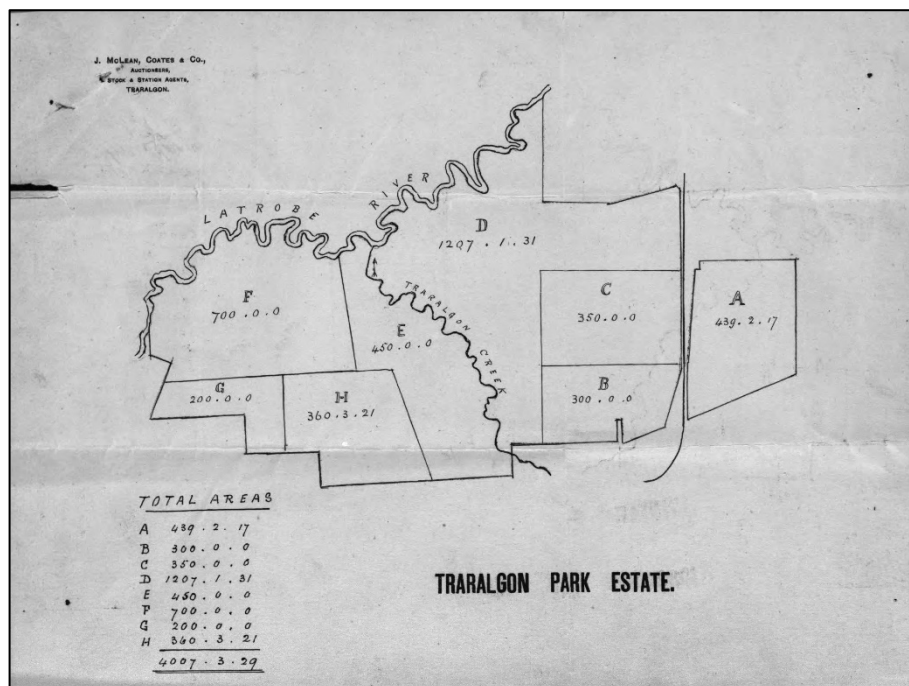 J. McLEAN, COATES & CO.,
AUCTIONEERS,
STOCK & STATION AGENTS,
TRARALGON.
LATROBE RIVER
D
1207.1.31
F
700.0.0
TRARALGON CREEK
E
450.0.0
C
350.0.0
A
439.2.17
G
200.0.0
H
360.3.21
B
300.0.0
TOTAL AREAS
A 439.2.17
B 300.0.0
C 350.0.0
D 1207.1.31
E 450.0.0
F 700.0.0
G 200.0.0
H 360.3.21
4007.3.29
TRARALGON PARK ESTATE.